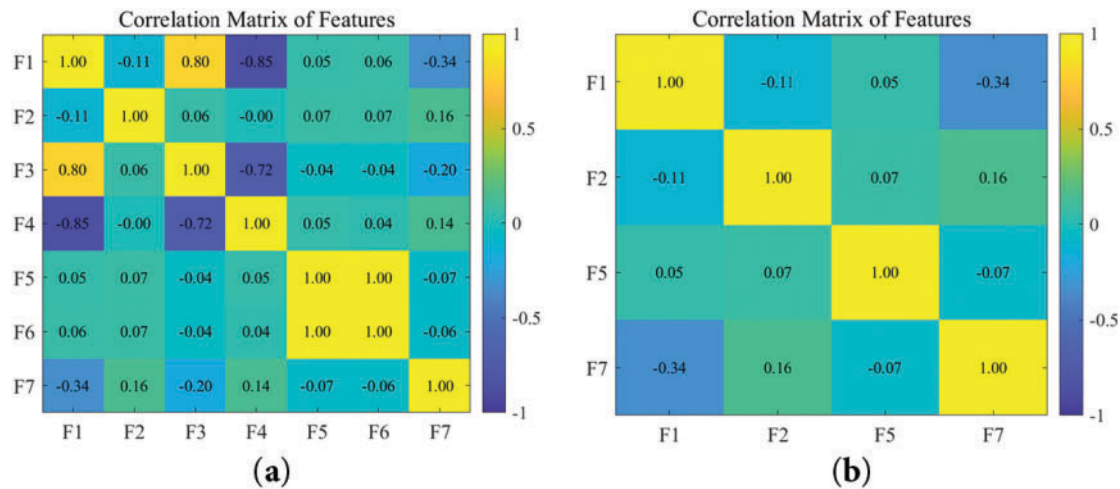 Correlation Matrix of Features
F1 1.00 -0.11 0.80 -0.85 0.05 0.06 -0.34
F2 -0.11 1.00 0.06 -0.00 0.07 0.07 0.16
F3 0.80 0.06 1.00 -0.72 -0.04 -0.04 -0.20
F4 -0.85 -0.00 -0.72 1.00 0.05 0.04 0.14
F5 0.05 0.07 -0.04 0.05 1.00 1.00 -0.07
F6 0.06 0.07 -0.04 0.04 1.00 1.00 -0.06
F7 -0.34 0.16 -0.20 0.14 -0.07 -0.06 1.00
F1 F2 F3 F4 F5 F6 F7
1
0.5
0
-0.5
-1
(a)
Correlation Matrix of Features
F1 1.00 -0.11 0.05 -0.34
F2 -0.11 1.00 0.07 0.16
F5 0.05 0.07 1.00 -0.07
F7 -0.34 0.16 -0.07 1.00
F1 F2 F5 F7
1
0.5
0
-0.5
-1
(b)